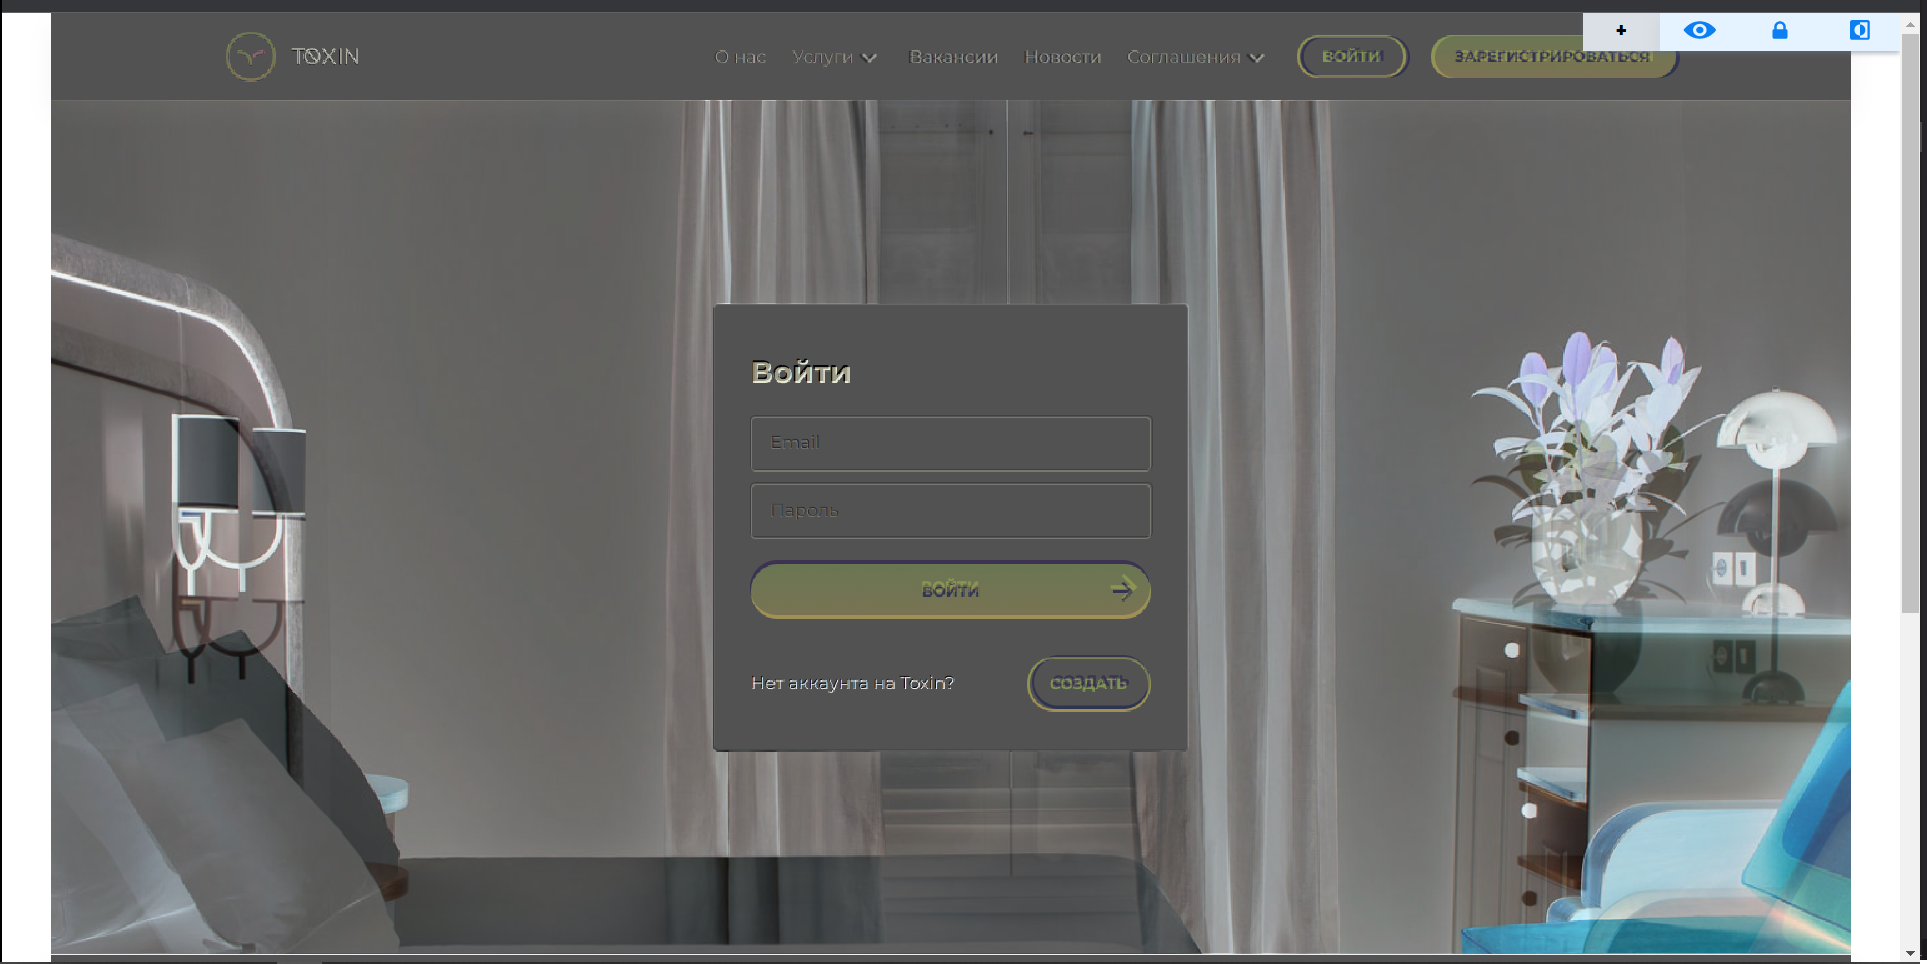 TOXIN
О нас Услуги Вакансии Новости Соглашения ВОЙТИ ЗАРЕГИСТРИРОВАТЬСЯ
Войти
Email
Пароль
ВОЙТИ
Нет аккаунта на Toxin? СОЗДАТЬ